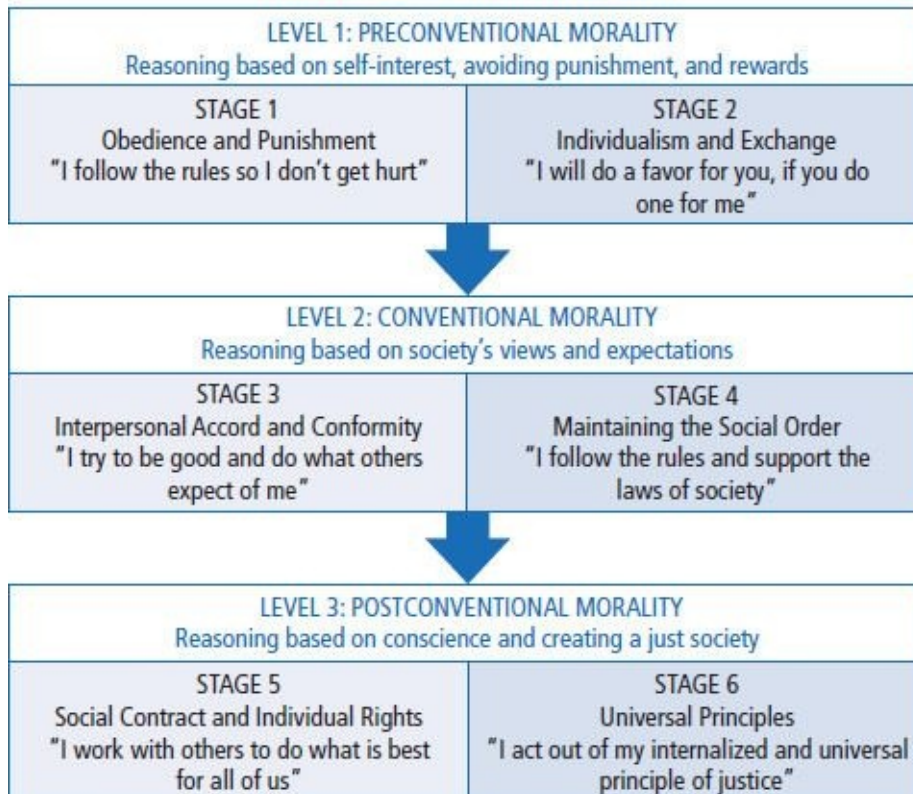 LEVEL 1: PRECONVENTIONAL MORALITY
Reasoning based on self-interest, avoiding punishment, and rewards
STAGE 1
Obedience and Punishment
"I follow the rules so I don't get hurt"
STAGE 2
Individualism and Exchange
"I will do a favor for you, if you do
one for me"
LEVEL 2: CONVENTIONAL MORALITY
Reasoning based on society's views and expectations
STAGE 3
Interpersonal Accord and Conformity
"I try to be good and do what others
expect of me"
STAGE 4
Maintaining the Social Order
"I follow the rules and support the
laws of society"
LEVEL 3: POSTCONVENTIONAL MORALITY
Reasoning based on conscience and creating a just society
STAGE 5
Social Contract and Individual Rights
"I work with others to do what is best
for all of us"
STAGE 6
Universal Principles
"I act out of my internalized and universal
principle of justice"